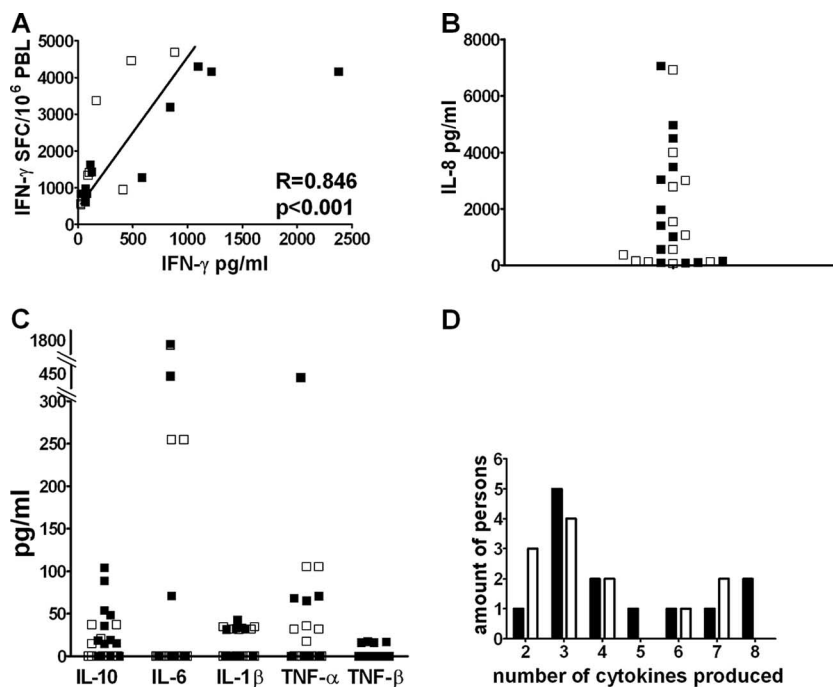 A
IFN-γ SFC/10⁶ PBL
5000
4000
3000
2000
1000
0
0 500 1000 1500 2000 2500
R=0.846
p<0.001
IFN-γ pg/ml
B
IL-8 pg/ml
8000
6000
4000
2000
0
C
pg/ml
1800
450
300
250
200
150
100
50
0
IL-10 IL-6 IL-1β TNF-α TNF-β
D
amount of persons
6
5
4
3
2
1
0
2 3 4 5 6 7 8
number of cytokines produced